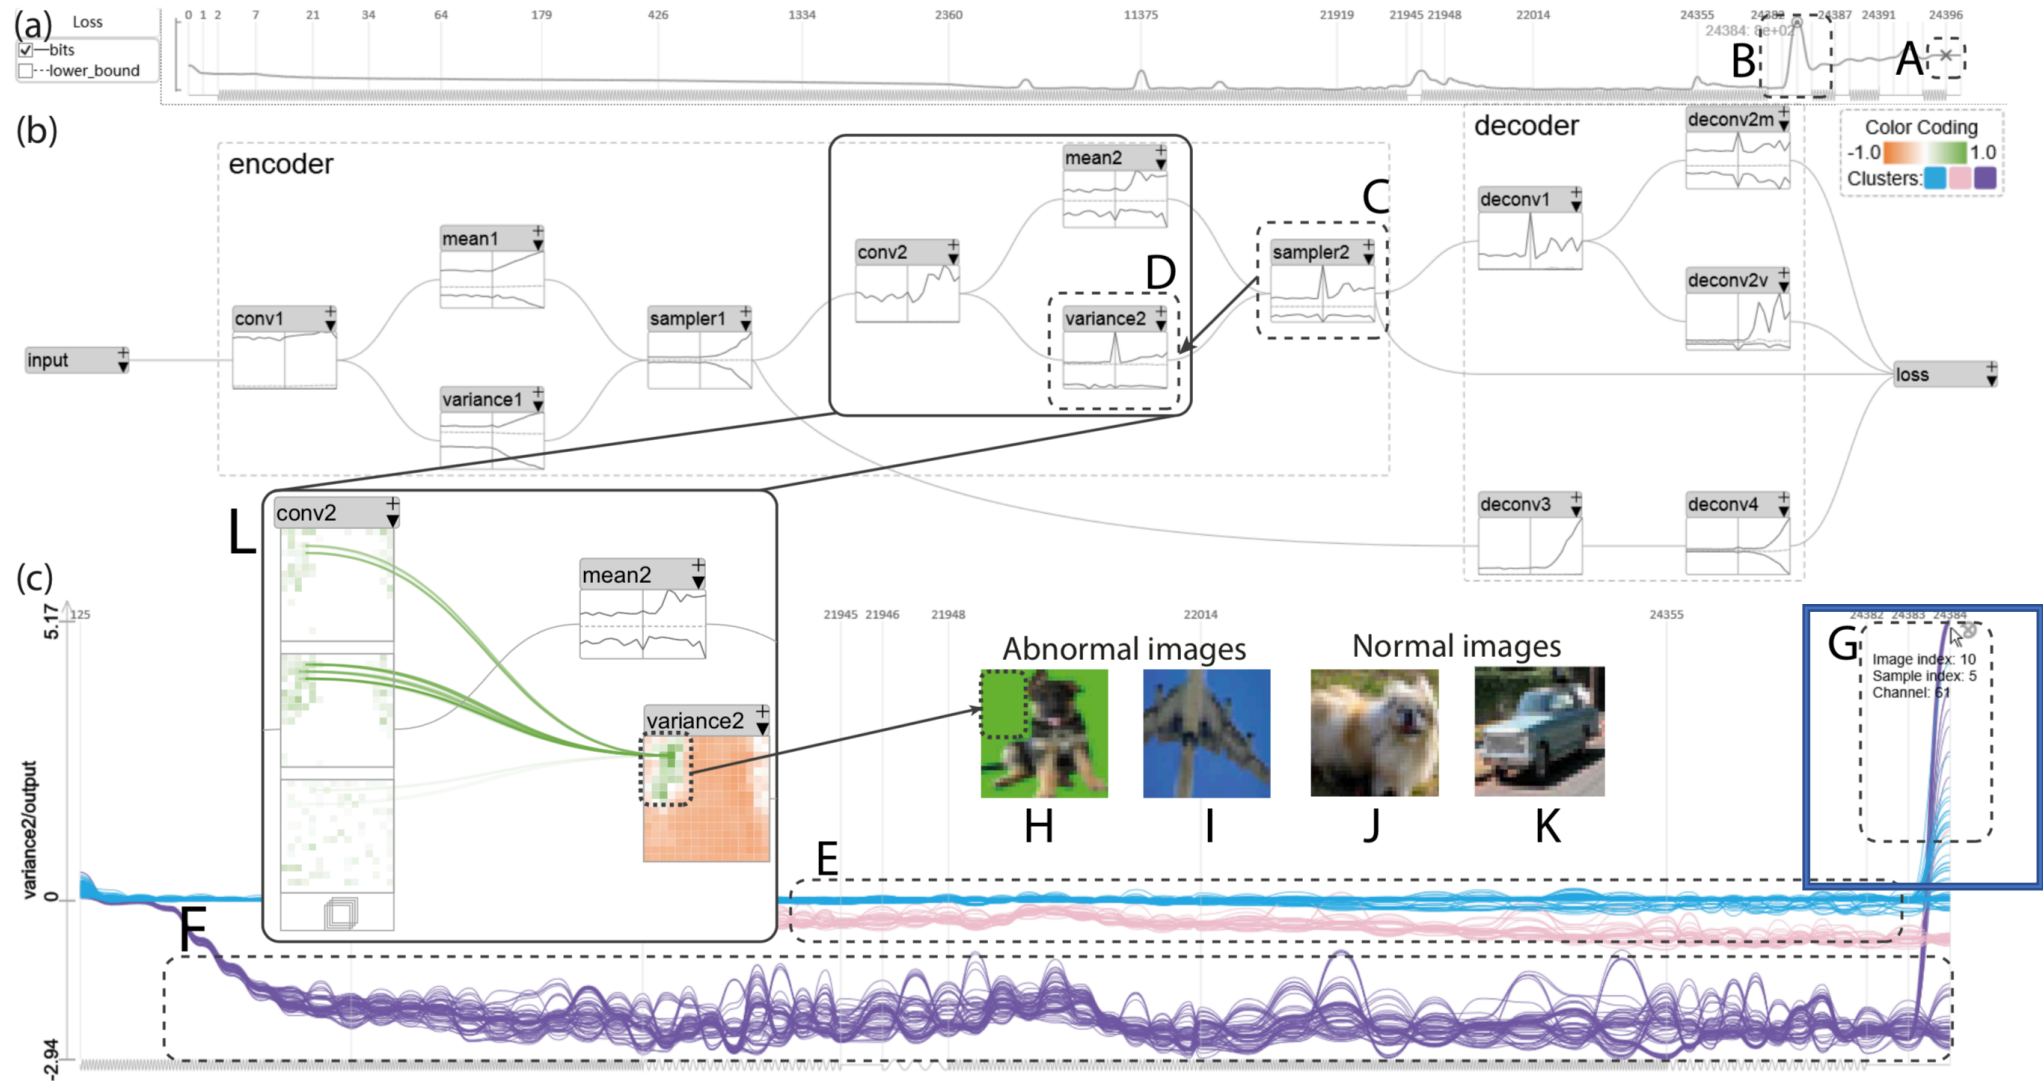 (a)
Loss
bits
lower_bound
0 1 2 7 21 34 64 179 426 1334 2360 11375 21919 21945 21948 22014 24355 24382 24387 24391 24396
24384: 8e+02
B
A
(b)
encoder
decoder
Color Coding
-1.0 1.0
Clusters:
input
conv1
mean1
variance1
sampler1
conv2
mean2
D
variance2
C
sampler2
deconv1
deconv2m
deconv2v
deconv3
deconv4
loss
L
conv2
mean2
variance2
(c)
5.17
0
-2.94
variance2/output
125 21945 21946 21948 22014 24355 24382 24383 24384
Abnormal images
Normal images
H
I
J
K
G
Image index: 10
Sample index: 5
Channel: 61
E
F